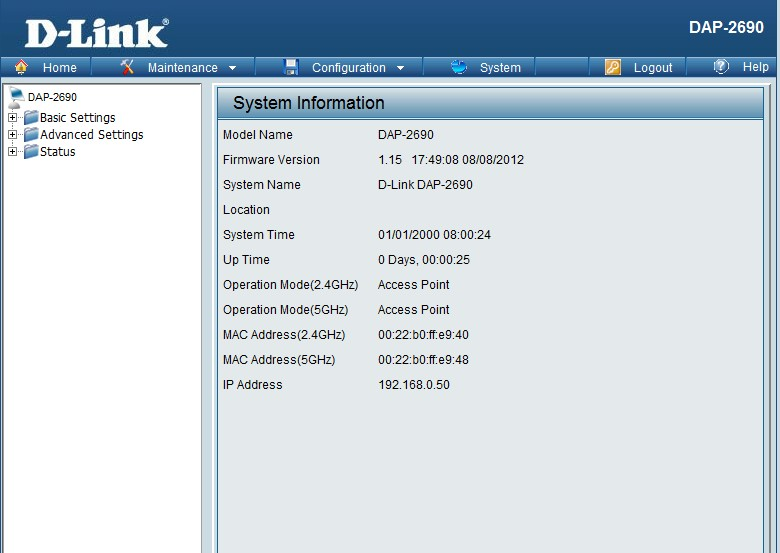 D-Link®
DAP-2690
Home Maintenance Configuration System Logout Help
DAP-2690
Basic Settings
Advanced Settings
Status
System Information
Model Name DAP-2690
Firmware Version 1.15 17:49:08 08/08/2012
System Name D-Link DAP-2690
Location
System Time 01/01/2000 08:00:24
Up Time 0 Days, 00:00:25
Operation Mode(2.4GHz) Access Point
Operation Mode(5GHz) Access Point
MAC Address(2.4GHz) 00:22:b0:ff:e9:40
MAC Address(5GHz) 00:22:b0:ff:e9:48
IP Address 192.168.0.50